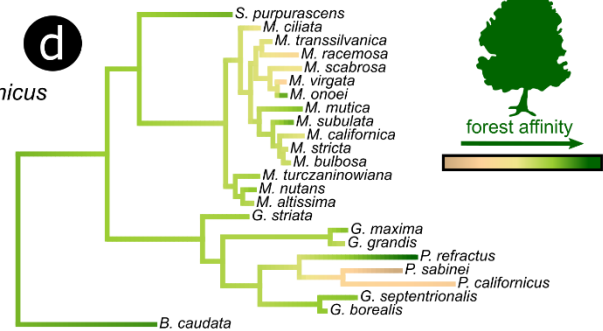 d
nicus
S. purpurascens
M. ciliata
M. transsilvanica
M. racemosa
M. scabrosa
M. virgata
M. onoei
M. mutica
M. subulata
M. californica
M. stricta
M. bulbosa
M. turczaninowiana
M. nutans
M. altissima
G. striata
G. maxima
G. grandis
P. refractus
P. sabinei
P. californicus
G. septentrionalis
G. borealis
B. caudata
forest affinity